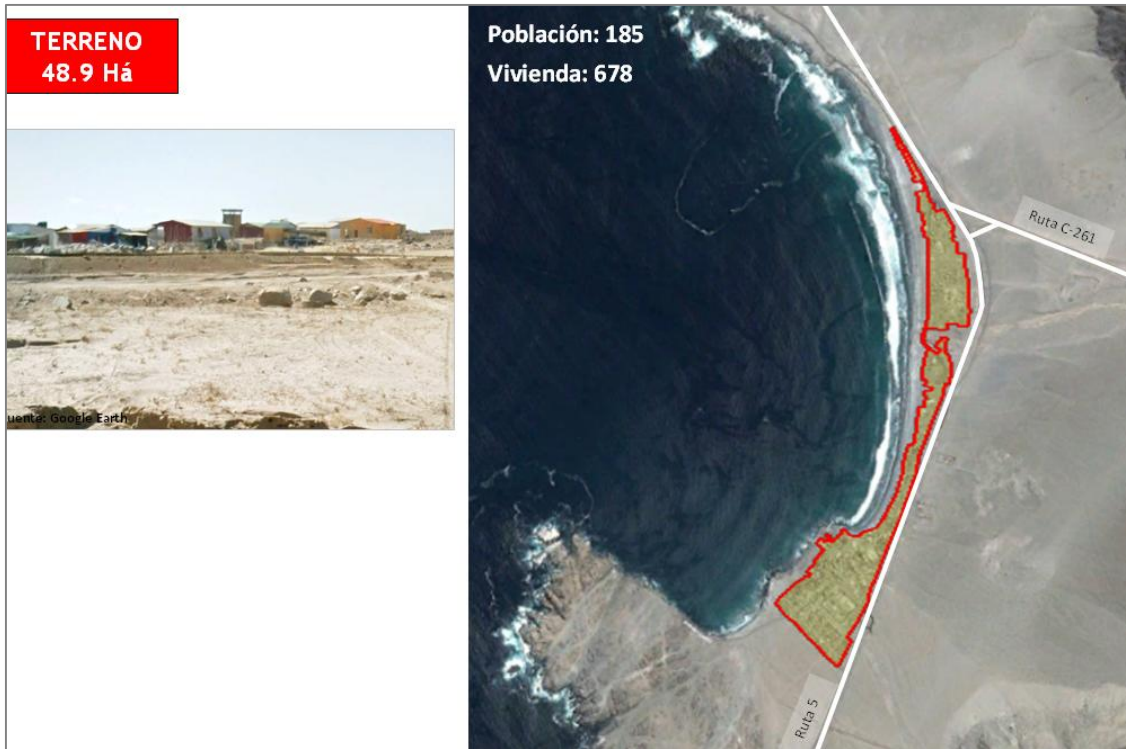 TERRENO
48.9 Há
Población: 185
Vivienda: 678
uente: Google Earth
Ruta C-261
Ruta 5